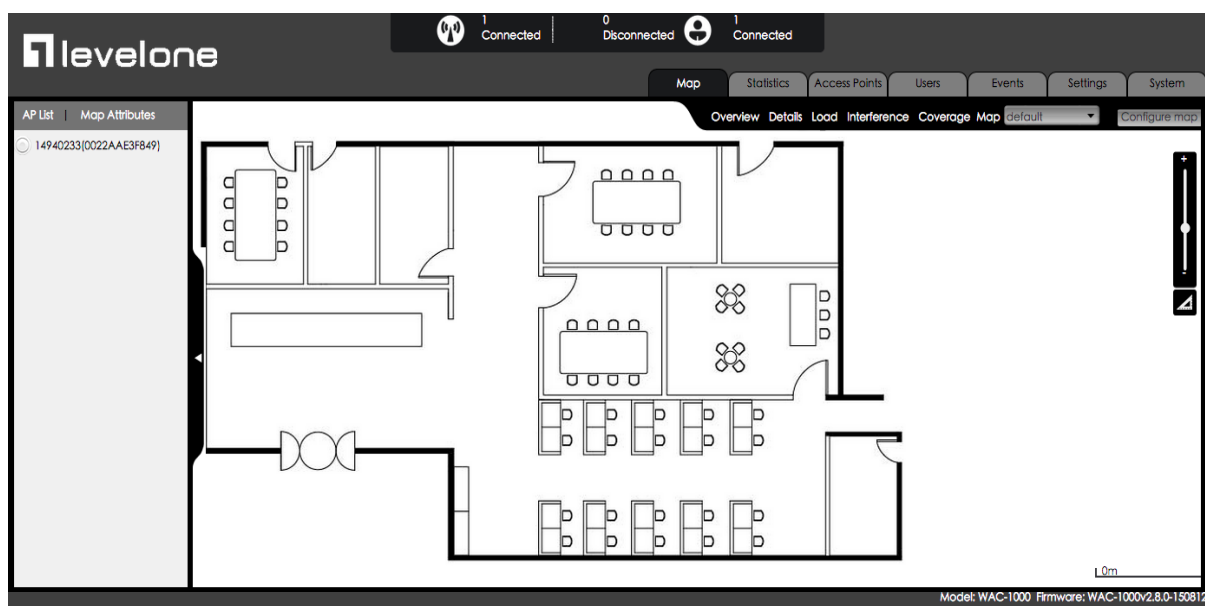 levelone
1
Connected
0
Disconnected
1
Connected
Map Statistics Access Points Users Events Settings System
AP List | Map Attributes
Overview Details Load Interference Coverage Map default Configure map
14940233(0022AAE3F849)
+
-
0m
Model: WAC-1000 Firmware: WAC-1000v2.8.0-150812